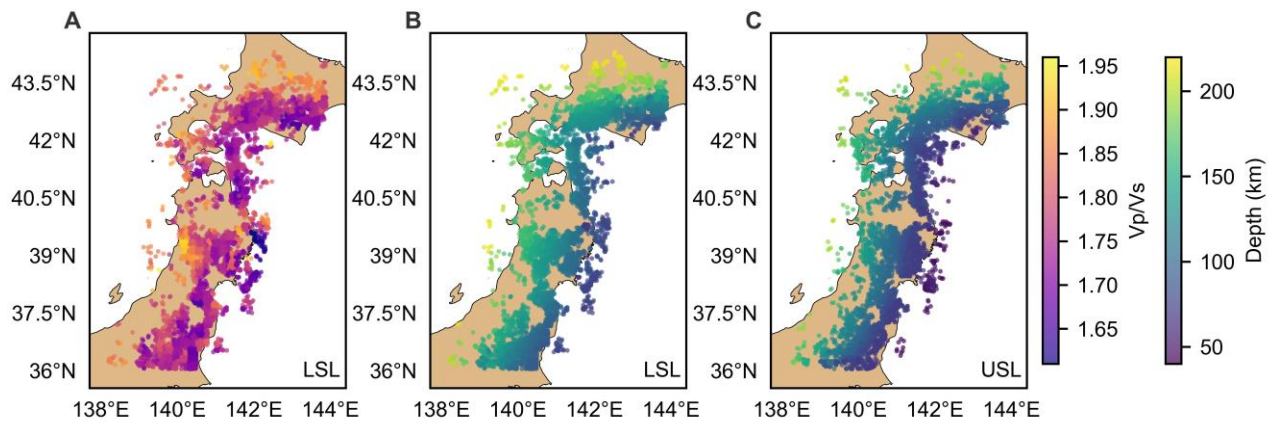 A
B
C
43.5°N
42°N
40.5°N
39°N
37.5°N
36°N
LSL
138°E
140°E
142°E
144°E
43.5°N
42°N
40.5°N
39°N
37.5°N
36°N
LSL
138°E
140°E
142°E
144°E
43.5°N
42°N
40.5°N
39°N
37.5°N
36°N
USL
138°E
140°E
142°E
144°E
1.95
1.90
1.85
1.80
1.75
1.70
1.65
Vp/Vs
200
150
100
50
Depth (km)